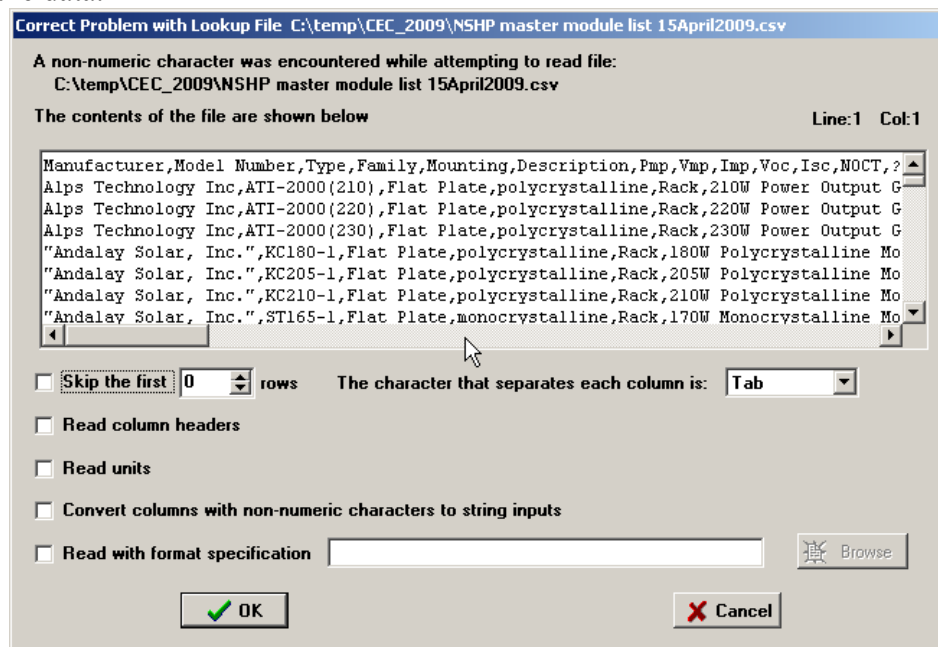 Correct Problem with Lookup File C:\temp\CEC_2009\NSHP master module list 15April2009.csv
A non-numeric character was encountered while attempting to read file:
C:\temp\CEC_2009\NSHP master module list 15April2009.csv
The contents of the file are shown below Line:1 Col:1
Manufacturer,Model Number,Type,Family,Mounting,Description,Pmp,Vmp,Imp,Voc,Isc,NOCT,?
Alps Technology Inc,ATI-2000(210),Flat Plate,polycrystalline,Rack,210W Power Output G
Alps Technology Inc,ATI-2000(220),Flat Plate,polycrystalline,Rack,220W Power Output G
Alps Technology Inc,ATI-2000(230),Flat Plate,polycrystalline,Rack,230W Power Output G
"Andalay Solar, Inc.",KC180-1,Flat Plate,polycrystalline,Rack,180W Polycrystalline Mo
"Andalay Solar, Inc.",KC205-1,Flat Plate,polycrystalline,Rack,205W Polycrystalline Mo
"Andalay Solar, Inc.",KC210-1,Flat Plate,polycrystalline,Rack,210W Polycrystalline Mo
"Andalay Solar, Inc.",ST165-1,Flat Plate,monocrystalline,Rack,170W Monocrystalline Mo
Skip the first 0 rows The character that separates each column is: Tab
Read column headers
Read units
Convert columns with non-numeric characters to string inputs
Read with format specification Browse
OK Cancel